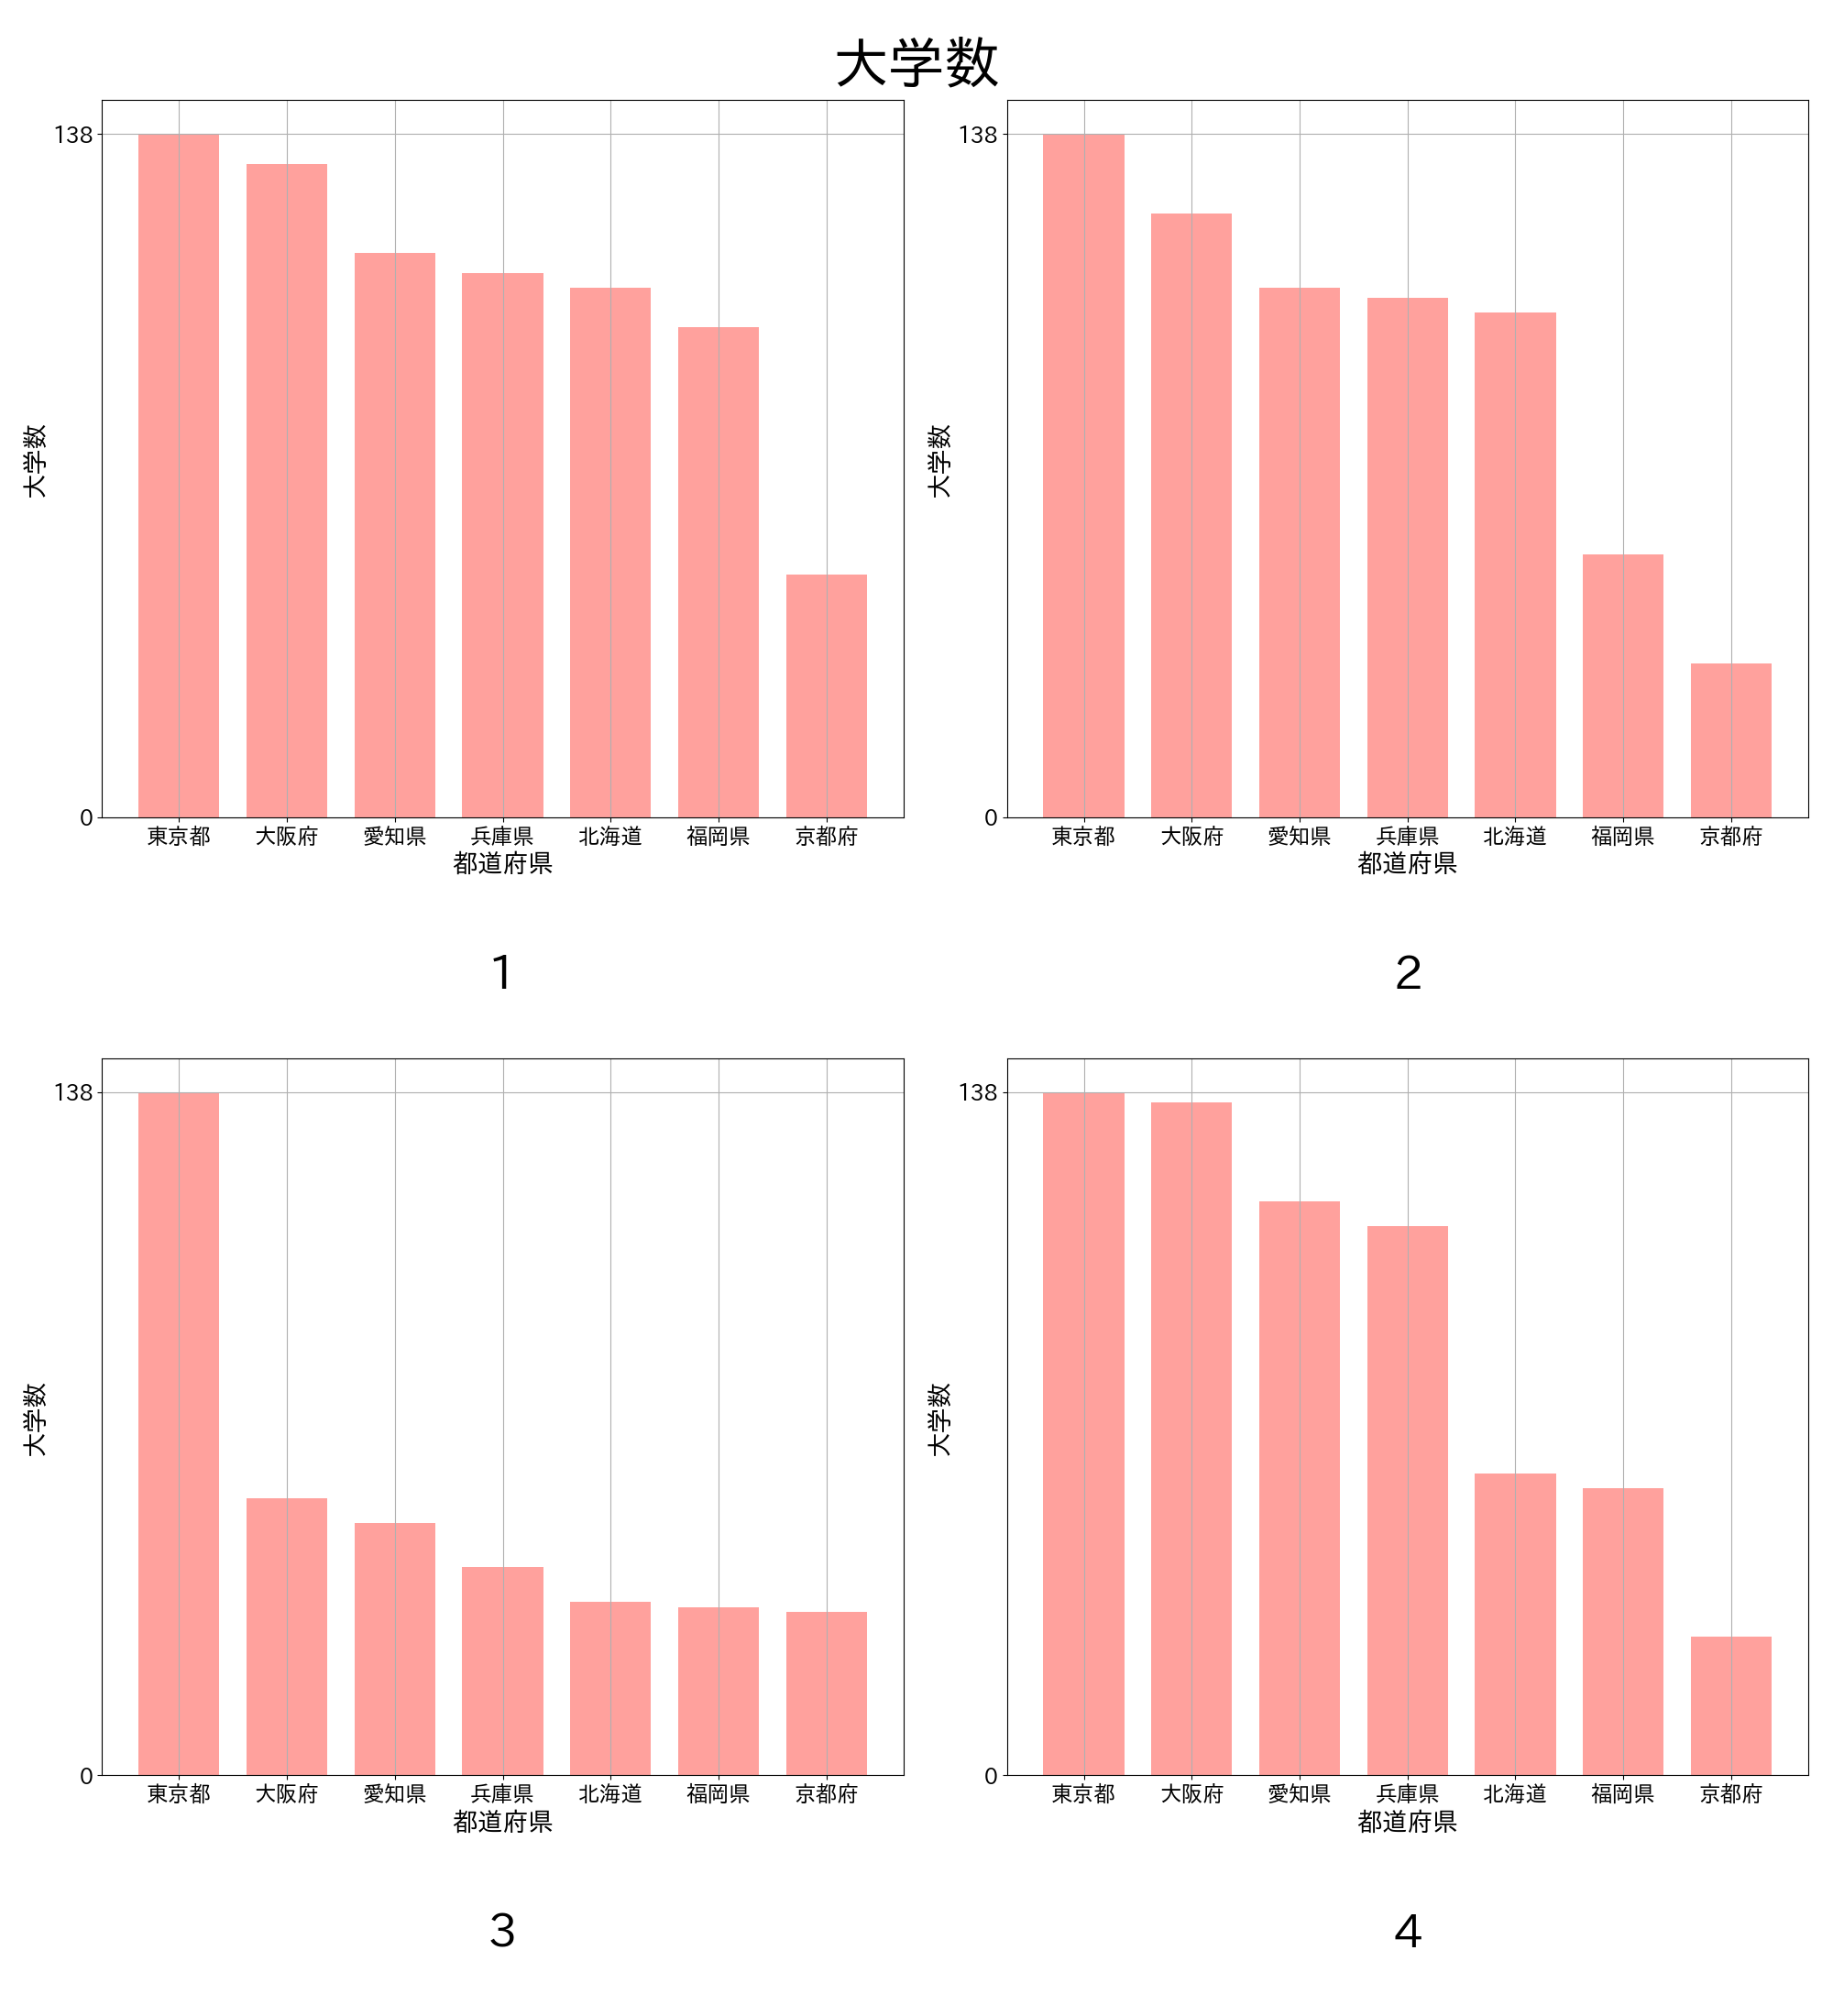 大学数
138
0
大学数
東京都 大阪府 愛知県 兵庫県 北海道 福岡県 京都府
都道府県
1
138
0
大学数
東京都 大阪府 愛知県 兵庫県 北海道 福岡県 京都府
都道府県
2
138
0
大学数
東京都 大阪府 愛知県 兵庫県 北海道 福岡県 京都府
都道府県
3
138
0
大学数
東京都 大阪府 愛知県 兵庫県 北海道 福岡県 京都府
都道府県
4